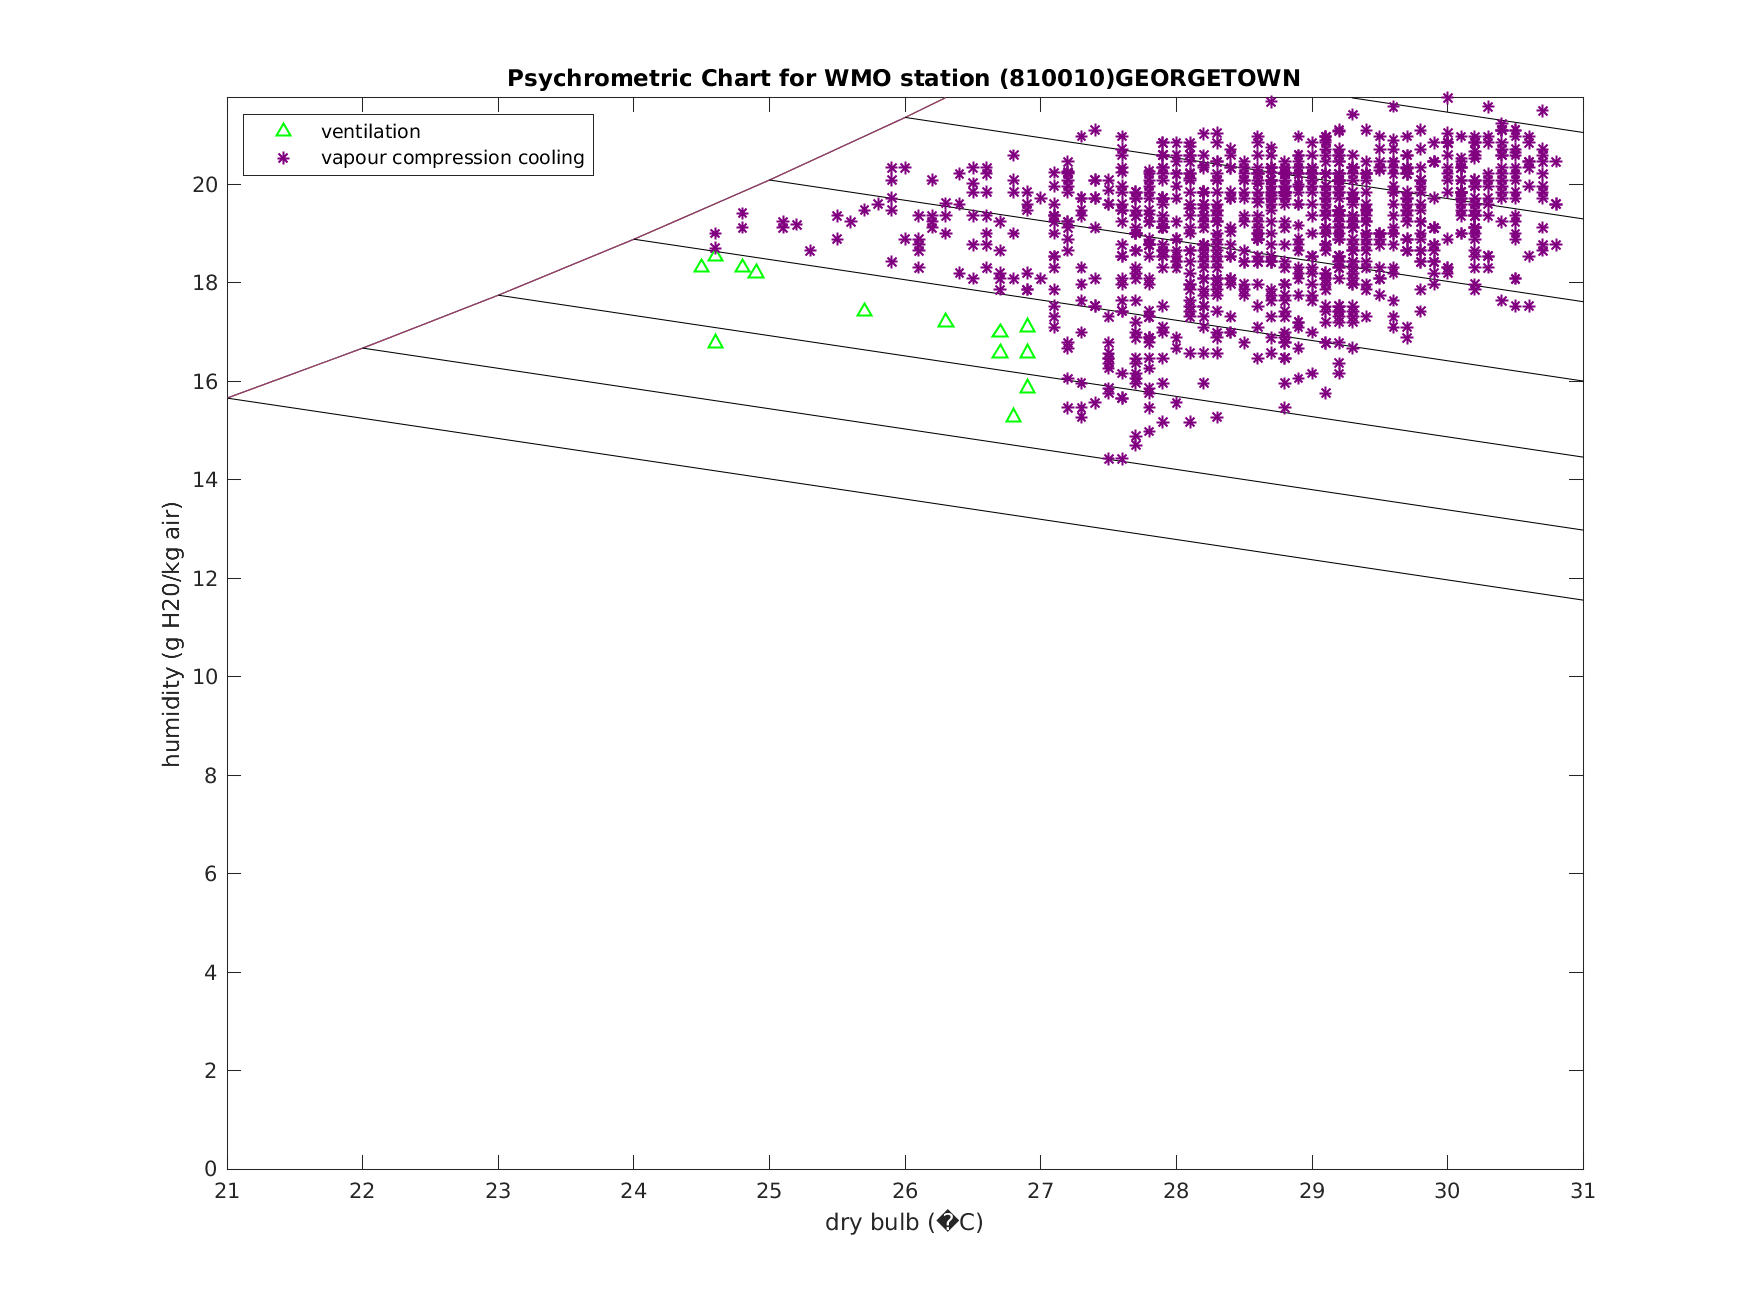 Psychrometric Chart for WMO station (810010)GEORGETOWN
ventilation
vapour compression cooling
20
18
16
14
12
10
8
6
4
2
0
humidity (g H20/kg air)
21 22 23 24 25 26 27 28 29 30 31
dry bulb (�C)